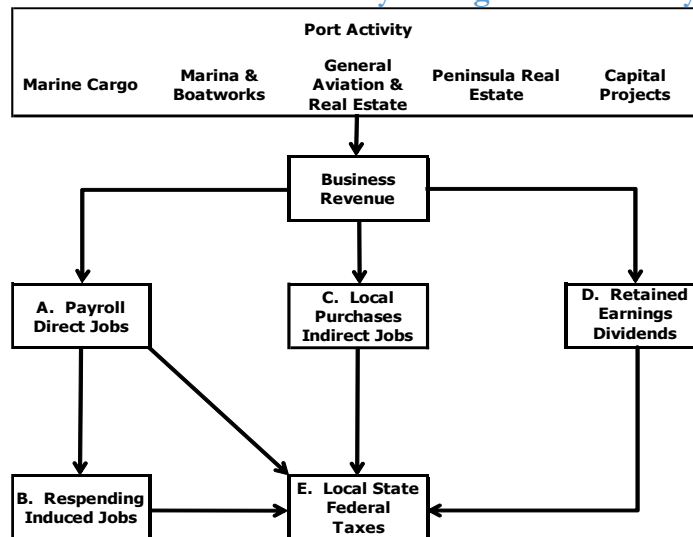 Port Activity
Marine Cargo
Marina &
Boatworks
General
Aviation &
Real Estate
Peninsula Real
Estate
Capital
Projects
Business
Revenue
A. Payroll
Direct Jobs
C. Local
Purchases
Indirect Jobs
D. Retained
Earnings
Dividends
B. Respending
Induced Jobs
E. Local State
Federal
Taxes